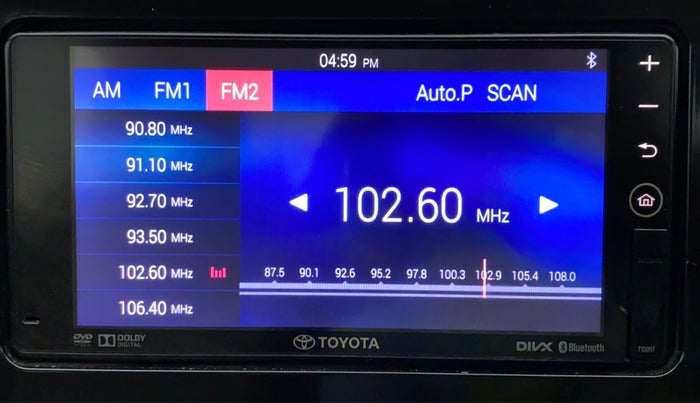 04:59 PM
AM FM1 FM2 Auto.P SCAN
90.80 MHz
91.10 MHz
92.70 MHz
93.50 MHz
102.60 MHz
106.40 MHz
102.60 MHz
87.5 90.1 92.6 95.2 97.8 100.3 102.9 105.4 108.0
DVD DOLBY DIGITAL TOYOTA DIVX Bluetooth